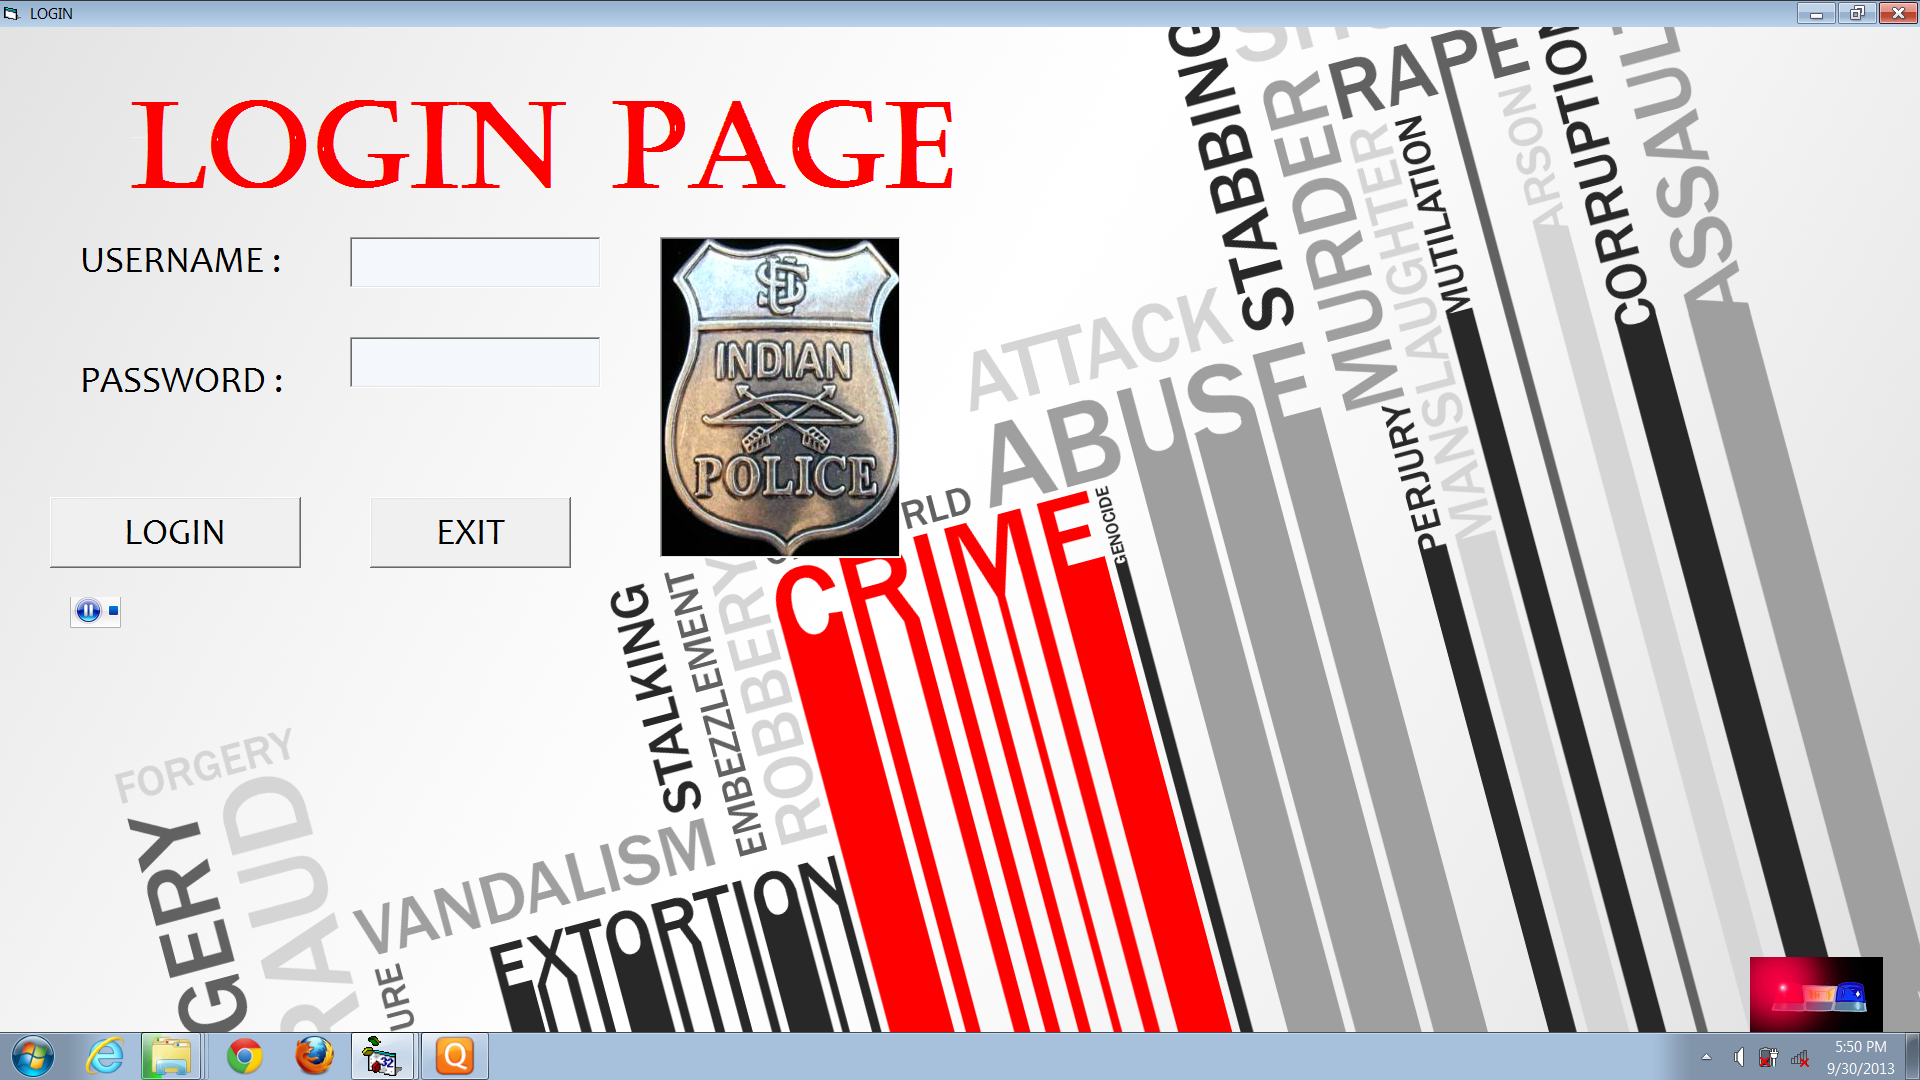 LOGIN
LOGIN PAGE
USERNAME :
PASSWORD :
LOGIN
EXIT
INDIAN
POLICE
STABBING
MURDER
RAPE
MUTILATION
MANSLAUGHTER
ARSON
CORRUPTION
ASSAUL
ATTACK
ABUSE
PERJURY
RLD
CRIME
GENOCIDE
STALKING
EMBEZZLEMENT
ROBBERY
FORGERY
GERY
RAUD
VANDALISM
EXTORTION
URE
32
Q
5:50 PM
9/30/2013